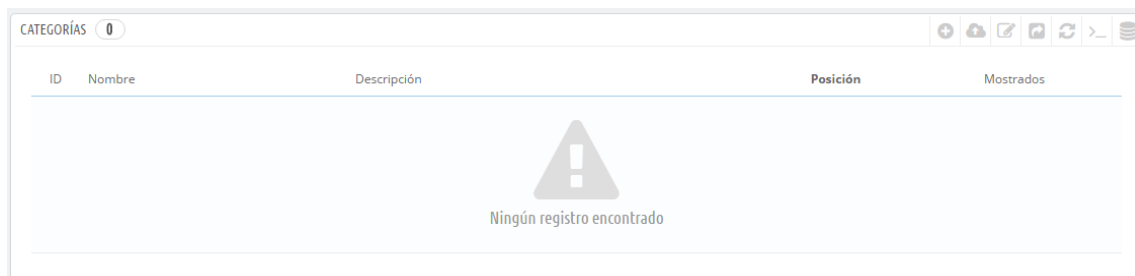 CATEGORÍAS 0
ID Nombre Descripción Posición Mostrados
Ningún registro encontrado